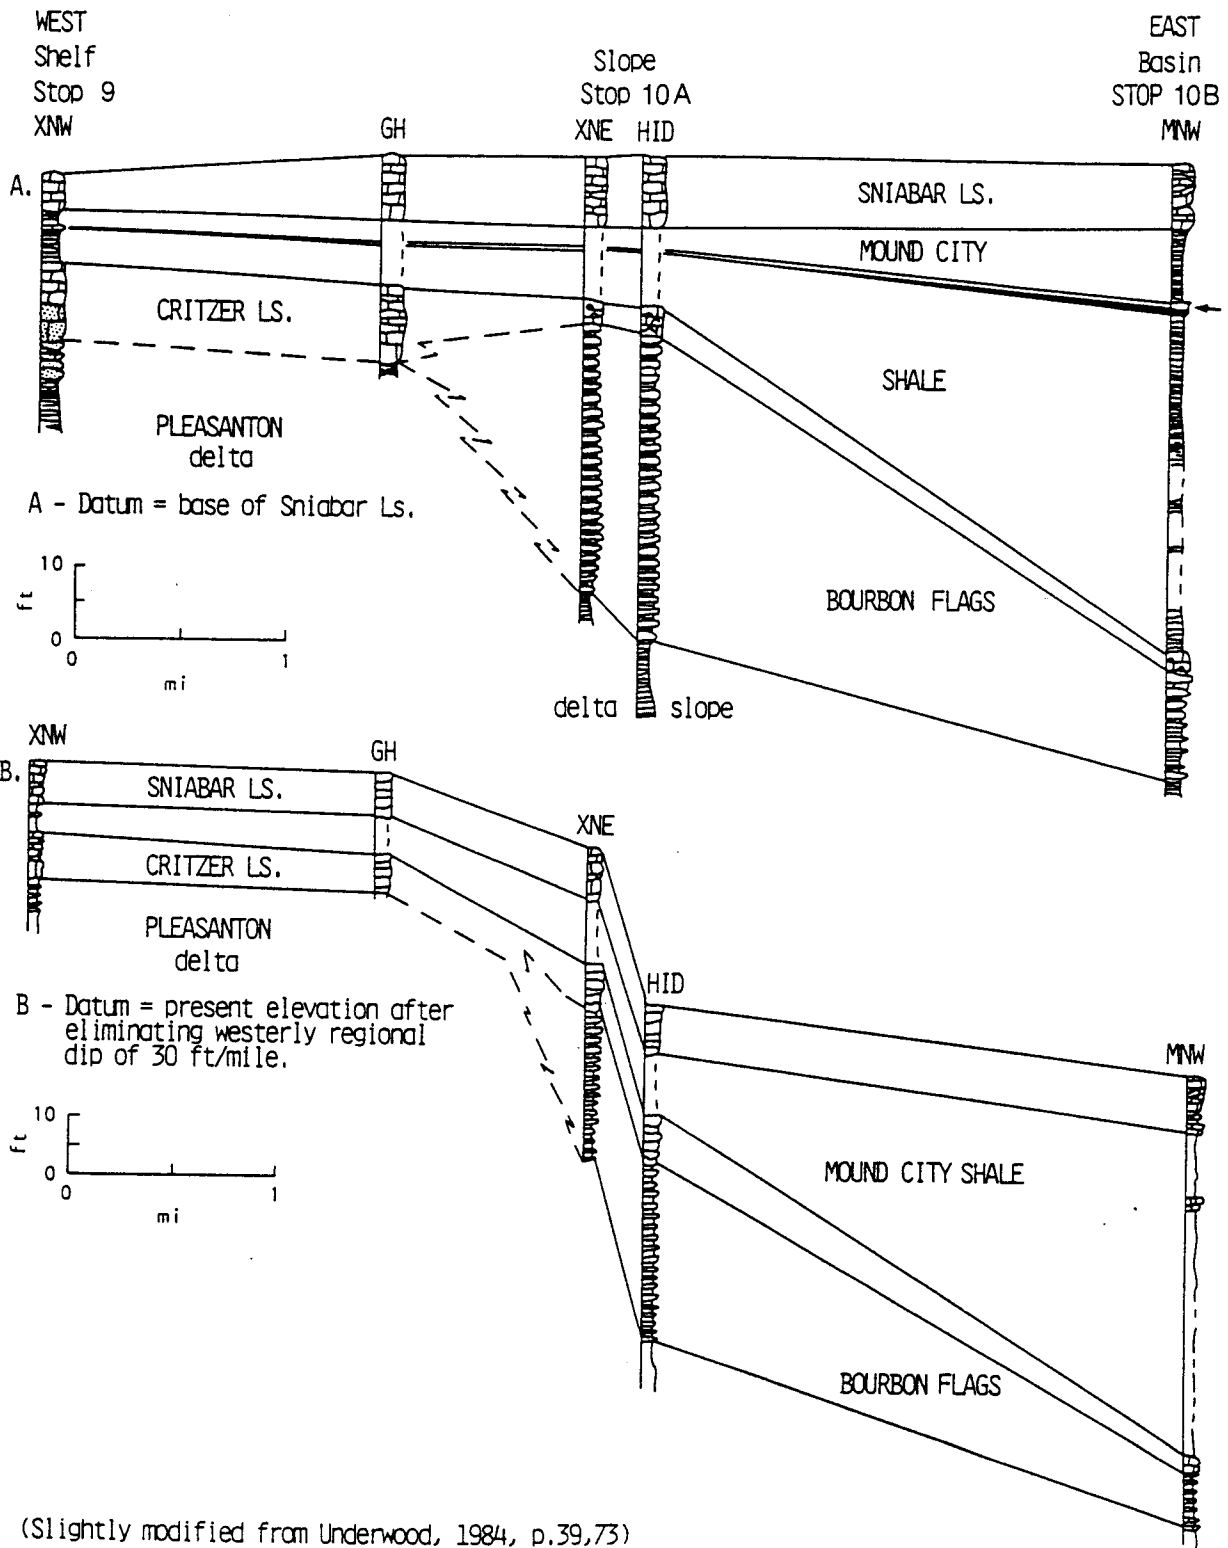 WEST
Shelf
Stop 9
XNW
GH
Slope
Stop 10A
XNE HID
EAST
Basin
STOP 10B
MNW
A.
SNIABAR LS.
MOUND CITY
CRITZER LS.
SHALE
PLEASANTON
delta
A - Datum = base of Sniabar Ls.
BOURBON FLAGS
10
ft
0
0 1
mi
delta slope
XNW
GH
B.
SNIABAR LS.
XNE
CRITZER LS.
PLEASANTON
delta
HID
B - Datum = present elevation after
eliminating westerly regional
dip of 30 ft/mile.
MNW
10
ft
0
0 1
mi
MOUND CITY SHALE
BOURBON FLAGS
(Slightly modified from Underwood, 1984, p.39,73)